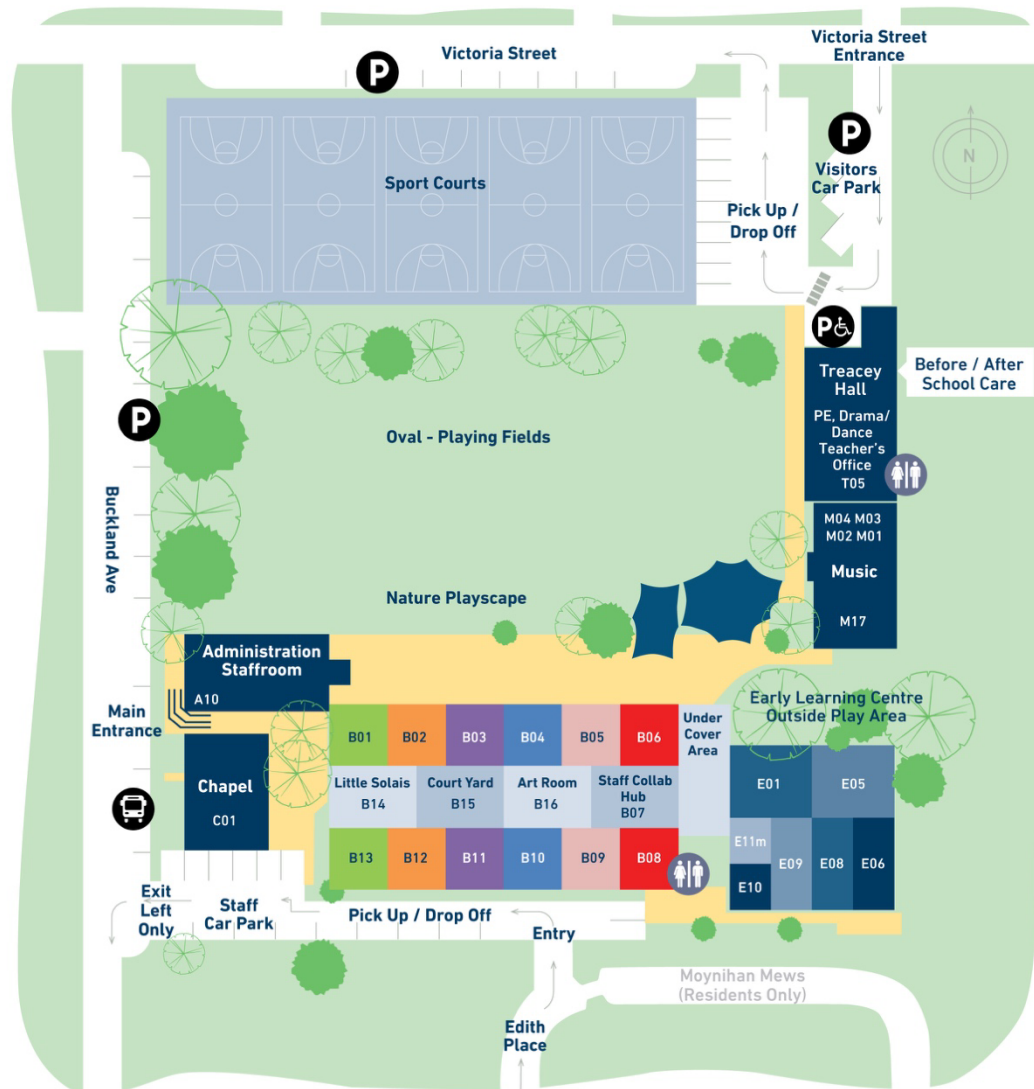 Victoria Street
Victoria Street
Entrance
P
P
Visitors
Car Park
N
Sport Courts
Pick Up /
Drop Off
P
Treacey
Hall
Before / After
School Care
PE, Drama/
Dance
Teacher's
Office
T05
P
Oval - Playing Fields
Buckland Ave
M04 M03
M02 M01
Music
M17
Nature Playscape
Administration
Staffroom
A10
Main
Entrance
Early Learning Centre
Outside Play Area
B01 B02 B03 B04 B05 B06
Under
Cover
Area
Chapel
C01
Little Solais
B14
Court Yard
B15
Art Room
B16
Staff Collab
Hub
B07
B13 B12 B11 B10 B09 B08
E01 E05
E11m
E10
E09 E08 E06
Exit
Left
Only
Staff
Car Park
Pick Up / Drop Off
Entry
Moynihan Mews
(Residents Only)
Edith
Place